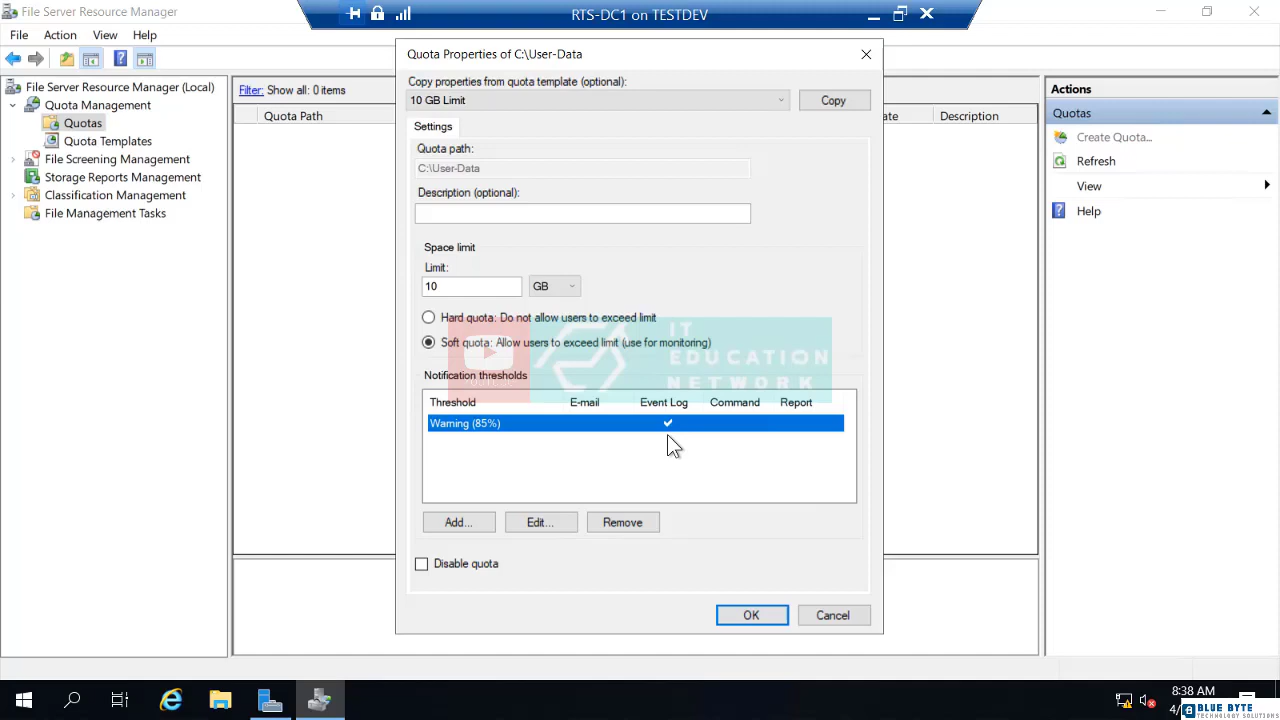 File Server Resource Manager
RTS-DC1 on TESTDEV
File Action View Help
Quota Properties of C:\User-Data
File Server Resource Manager (Local)
Quota Management
Quotas
Quota Templates
File Screening Management
Storage Reports Management
Classification Management
File Management Tasks
Filter: Show all: 0 items
Quota Path
Description
Copy properties from quota template (optional):
10 GB Limit
Copy
Settings
Quota path:
C:\User-Data
Description (optional):
Space limit
Limit:
10 GB
Hard quota: Do not allow users to exceed limit
Soft quota: Allow users to exceed limit (use for monitoring)
IT
EDUCATION
NETWORK
Notification thresholds
Threshold E-mail Event Log Command Report
Warning (85%)
Add... Edit... Remove
Disable quota
OK Cancel
Actions
Quotas
Create Quota...
Refresh
View
Help
8:38 AM
BLUE BYTE
TECHNOLOGY SOLUTIONS